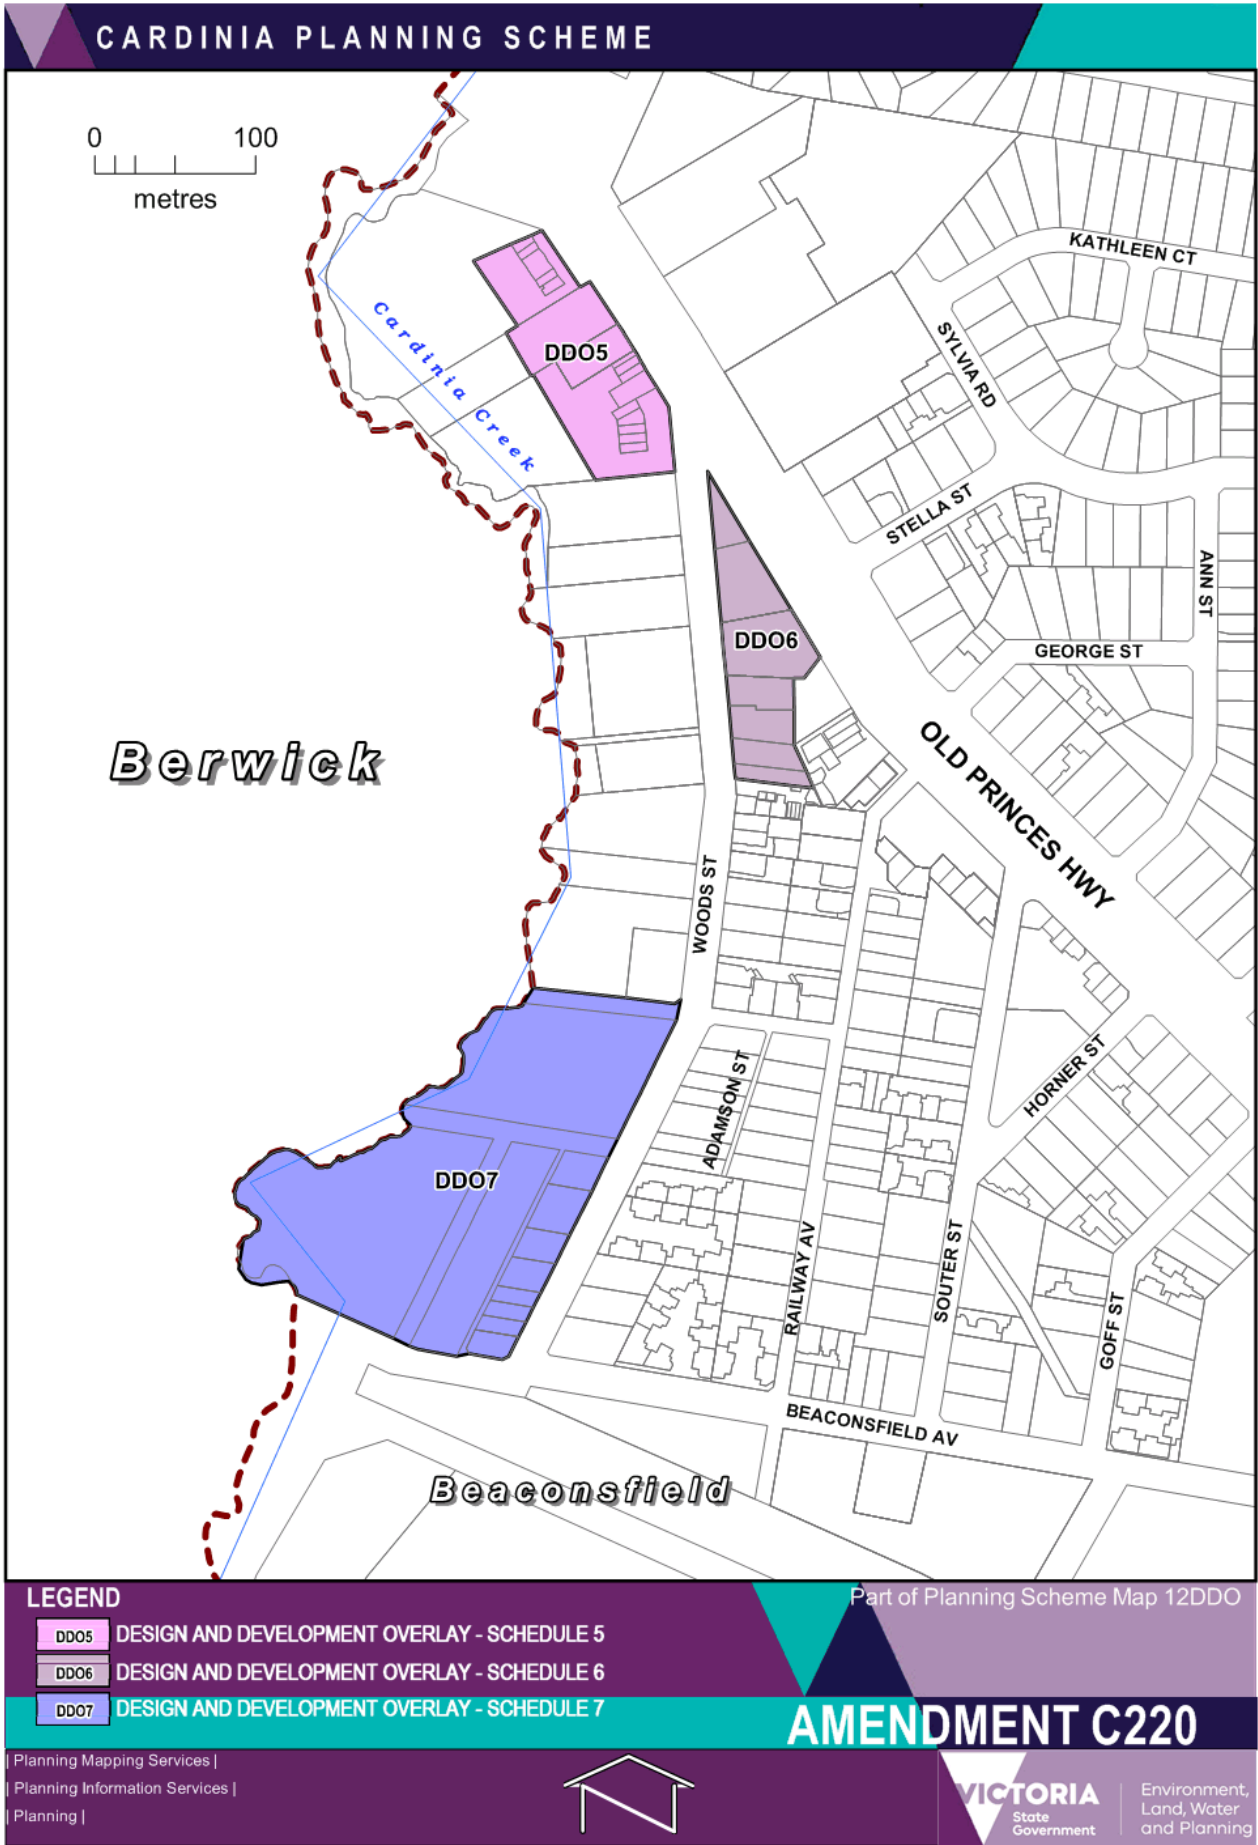 CARDINIA PLANNING SCHEME
0 100
metres
KATHLEEN CT
Cardinia Creek
SYLVIA RD
DDO5
STELLA ST
ANN ST
DDO6
GEORGE ST
Berwick
OLD PRINCES HWY
WOODS ST
HORNER ST
ADAMSON ST
DDO7
RAILWAY AV
SOUTER ST
GOFF ST
BEACONSFIELD AV
Beaconsfield
LEGEND
Part of Planning Scheme Map 12DDO
DDO5 DESIGN AND DEVELOPMENT OVERLAY - SCHEDULE 5
DDO6 DESIGN AND DEVELOPMENT OVERLAY - SCHEDULE 6
DDO7 DESIGN AND DEVELOPMENT OVERLAY - SCHEDULE 7
AMENDMENT C220
| Planning Mapping Services |
| Planning Information Services |
| Planning |
VICTORIA
State
Government
Environment,
Land, Water
and Planning